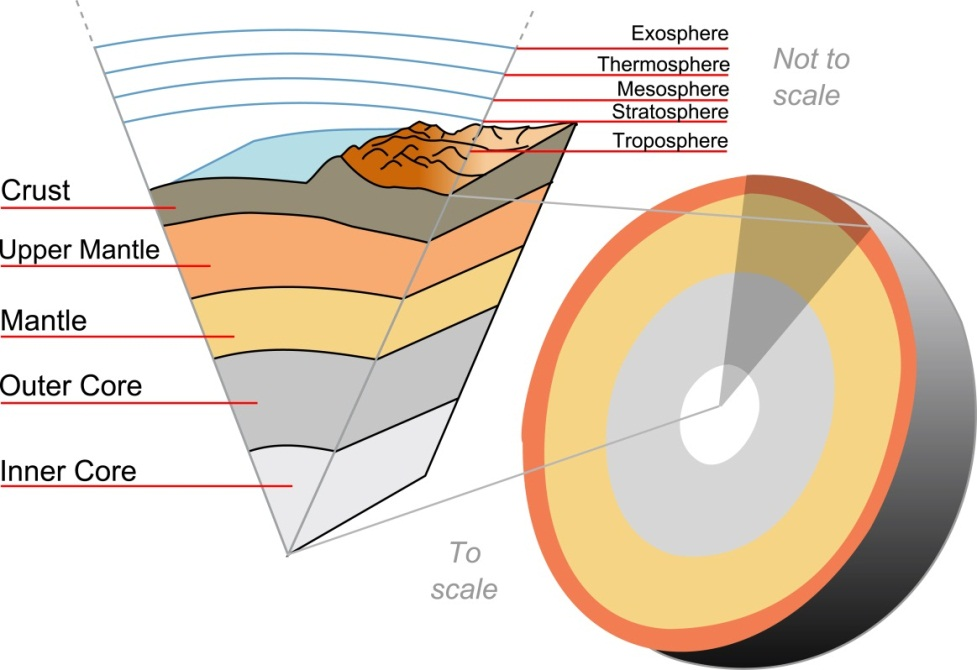 Exosphere
Thermosphere
Mesosphere
Stratosphere
Troposphere
Not to
scale
Crust
Upper Mantle
Mantle
Outer Core
Inner Core
To
scale